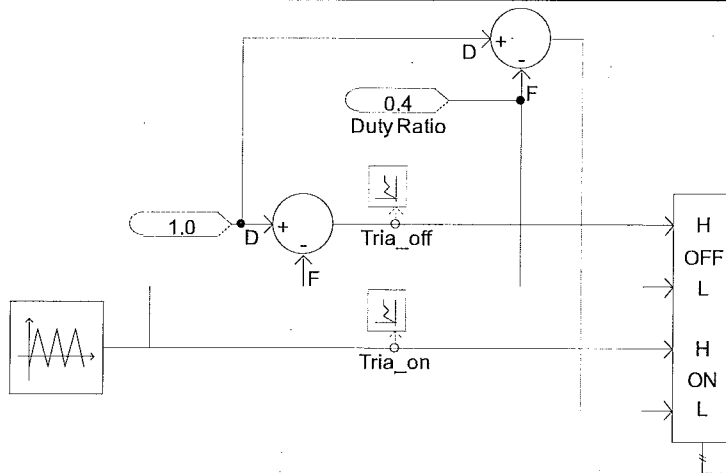 D
+
-
F
0.4
Duty Ratio
1.0
D
+
-
F
Tria_off
H
OFF
L
Tria_on
H
ON
L